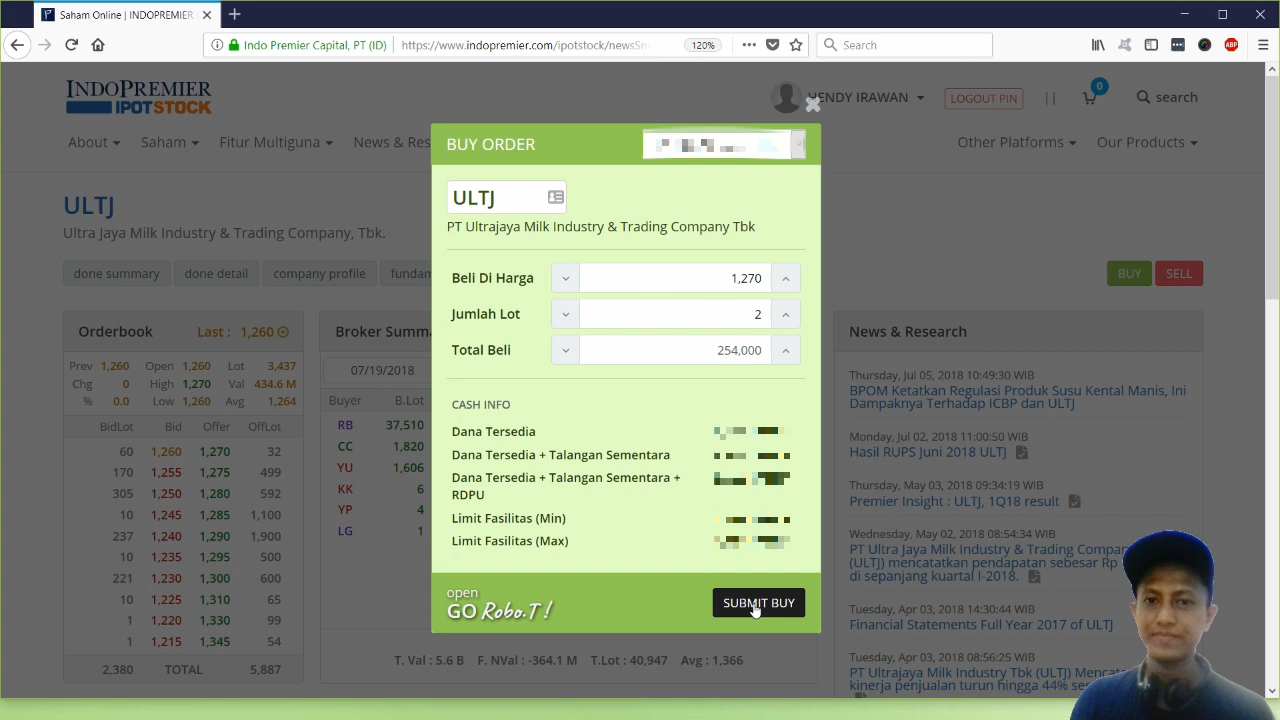 Saham Online | INDOPREMIER
Indo Premier Capital, PT (ID)
https://www.indopremier.com/ipotstock/newsSm
120%
Search
ABP
INDOPREMIER
IPOTSTOCK
HENDY IRAWAN
LOGOUT PIN
||
0
search
About
Saham
Fitur Multiguna
News & Res
Other Platforms
Our Products
ULTJ
Ultra Jaya Milk Industry & Trading Company, Tbk.
done summary
done detail
company profile
fundam
BUY
SELL
BUY ORDER
ULTJ
PT Ultrajaya Milk Industry & Trading Company Tbk
Beli Di Harga 1,270
Jumlah Lot 2
Total Beli 254,000
CASH INFO
Dana Tersedia
Dana Tersedia + Talangan Sementara
Dana Tersedia + Talangan Sementara +
RDPU
Limit Fasilitas (Min)
Limit Fasilitas (Max)
open
GO Robo.T !
SUBMIT BUY
Orderbook Last : 1,260
Prev 1,260 Open 1,260 Lot 3,437
Chg 0 High 1,270 Val 434.6 M
% 0.0 Low 1,260 Avg 1,264
BidLot Bid Offer OffLot
60 1,260 1,270 32
170 1,255 1,275 499
305 1,250 1,280 592
10 1,245 1,285 1,100
237 1,240 1,290 1,900
10 1,235 1,295 500
221 1,230 1,300 600
10 1,225 1,310 65
1 1,220 1,330 99
1 1,215 1,345 54
2,380 TOTAL 5,887
Broker Summa
07/19/2018
Buyer B.Lot
RB 37,510
CC 1,820
YU 1,606
KK 6
YP 4
LG 1
T. Val : 5.6 B F. NVal : -364.1 M T.Lot : 40,947 Avg : 1,366
News & Research
Thursday, Jul 05, 2018 10:49:30 WIB
BPOM Ketatkan Regulasi Produk Susu Kental Manis, Ini
Dampaknya Terhadap ICBP dan ULTJ
Monday, Jul 02, 2018 11:00:50 WIB
Hasil RUPS Juni 2018 ULTJ
Thursday, May 03, 2018 09:34:19 WIB
Premier Insight : ULTJ, 1Q18 result
Wednesday, May 02, 2018 08:54:34 WIB
PT Ultra Jaya Milk Industry & Trading Compan
(ULTJ) mencatatkan pendapatan sebesar Rp
di sepanjang kuartal I-2018.
Tuesday, Apr 03, 2018 14:30:44 WIB
Financial Statements Full Year 2017 of ULTJ
Tuesday, Apr 03, 2018 08:56:25 WIB
PT Ultrajaya Milk Industry Tbk (ULTJ) Mencat
kinerja penjualan turun hingga 44% se